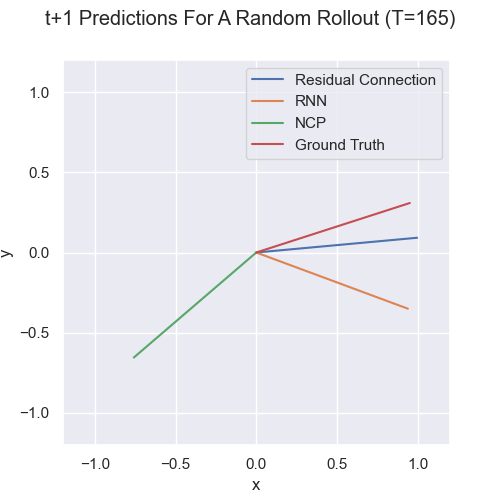 t+1 Predictions For A Random Rollout (T=165)
Residual Connection
RNN
NCP
Ground Truth
1.0
0.5
0.0
−0.5
−1.0
y
−1.0 −0.5 0.0 0.5 1.0
x